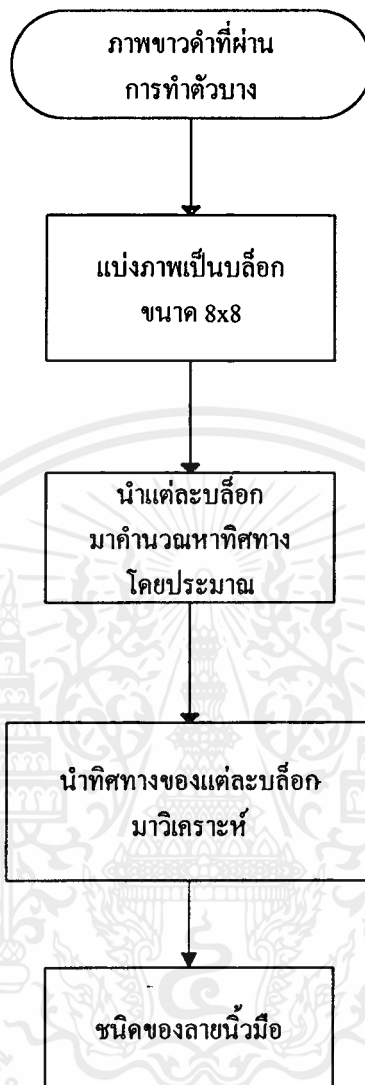 ภาพขาวดำที่ผ่าน
การทำตัวบาง
แบ่งภาพเป็นบล็อก
ขนาด 8x8
นำแต่ละบล็อก
มาคำนวณหาทิศทาง
โดยประมาณ
นำทิศทางของแต่ละบล็อก
มาวิเคราะห์
ชนิดของลายนิ้วมือ